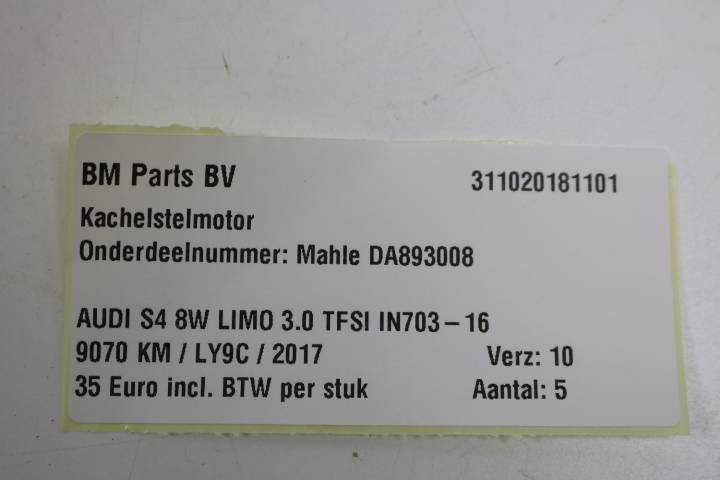 BM Parts BV 311020181101
Kachelstelmotor
Onderdeelnummer: Mahle DA893008
AUDI S4 8W LIMO 3.0 TFSI IN703-16
9070 KM / LY9C / 2017 Verz: 10
35 Euro incl. BTW per stuk Aantal: 5